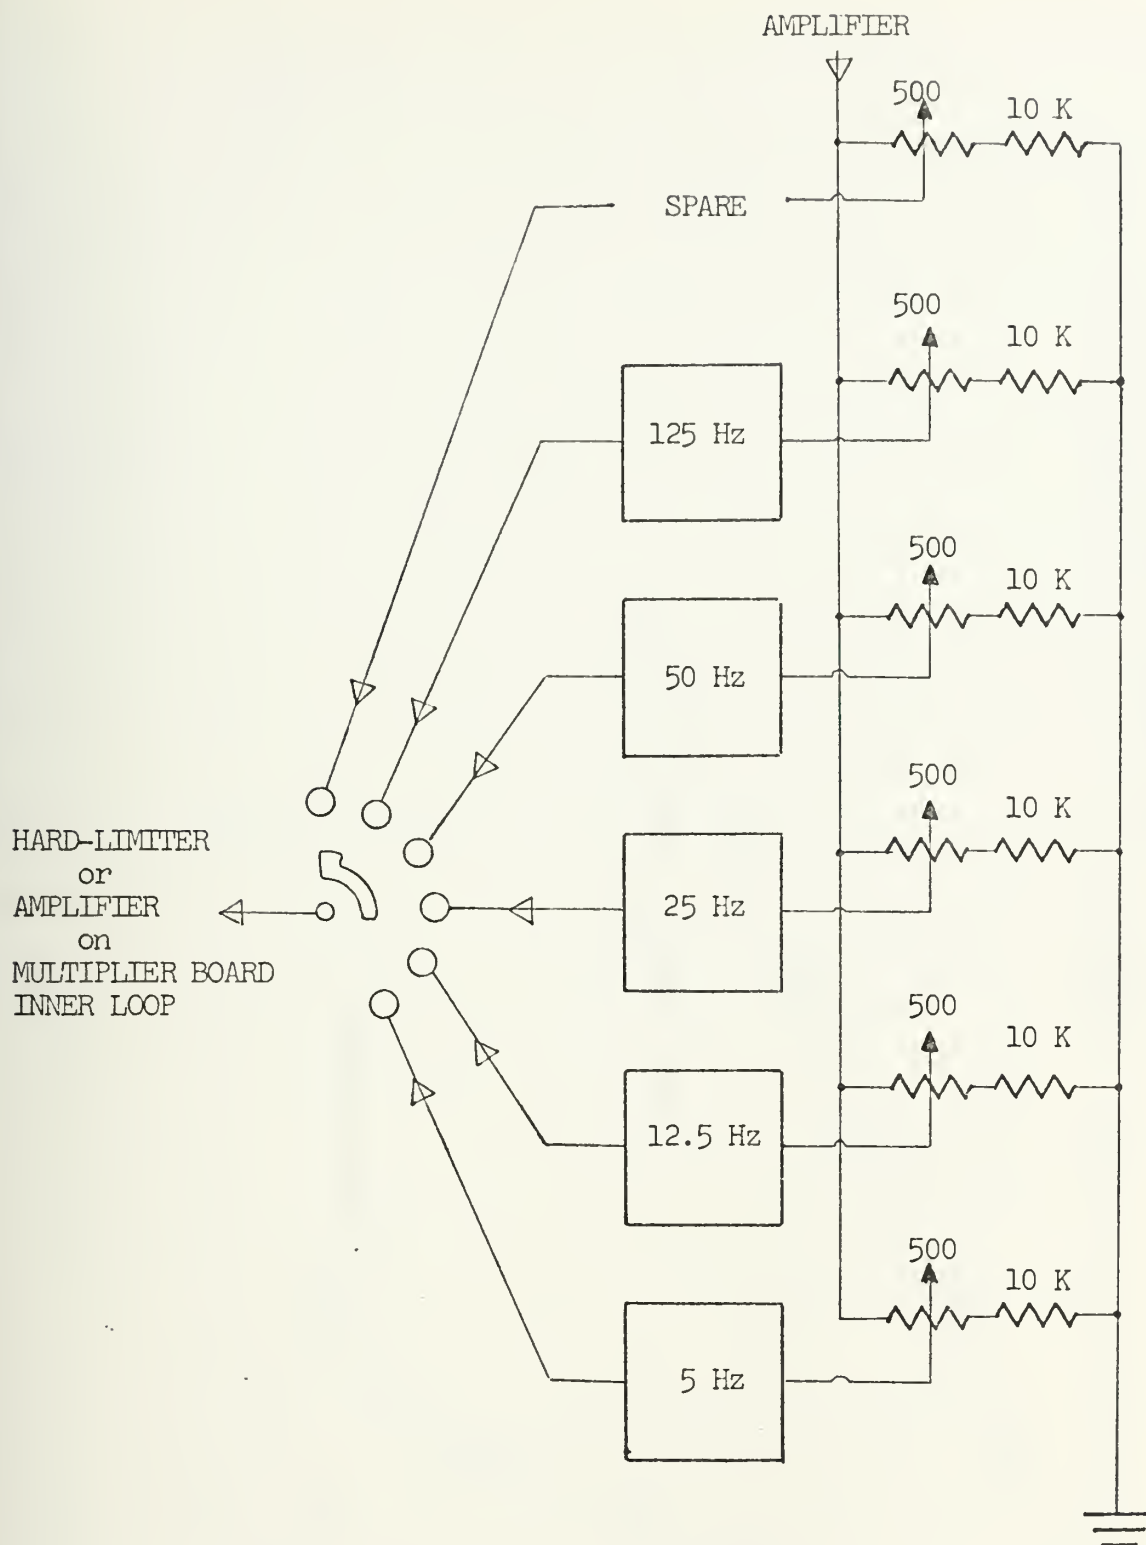 AMPLIFIER
500
10 K
SPARE
500
10 K
125 Hz
500
10 K
50 Hz
500
10 K
HARD-LIMITER
or
AMPLIFIER
on
MULTIPLIER BOARD
INNER LOOP
25 Hz
500
10 K
12.5 Hz
500
10 K
5 Hz